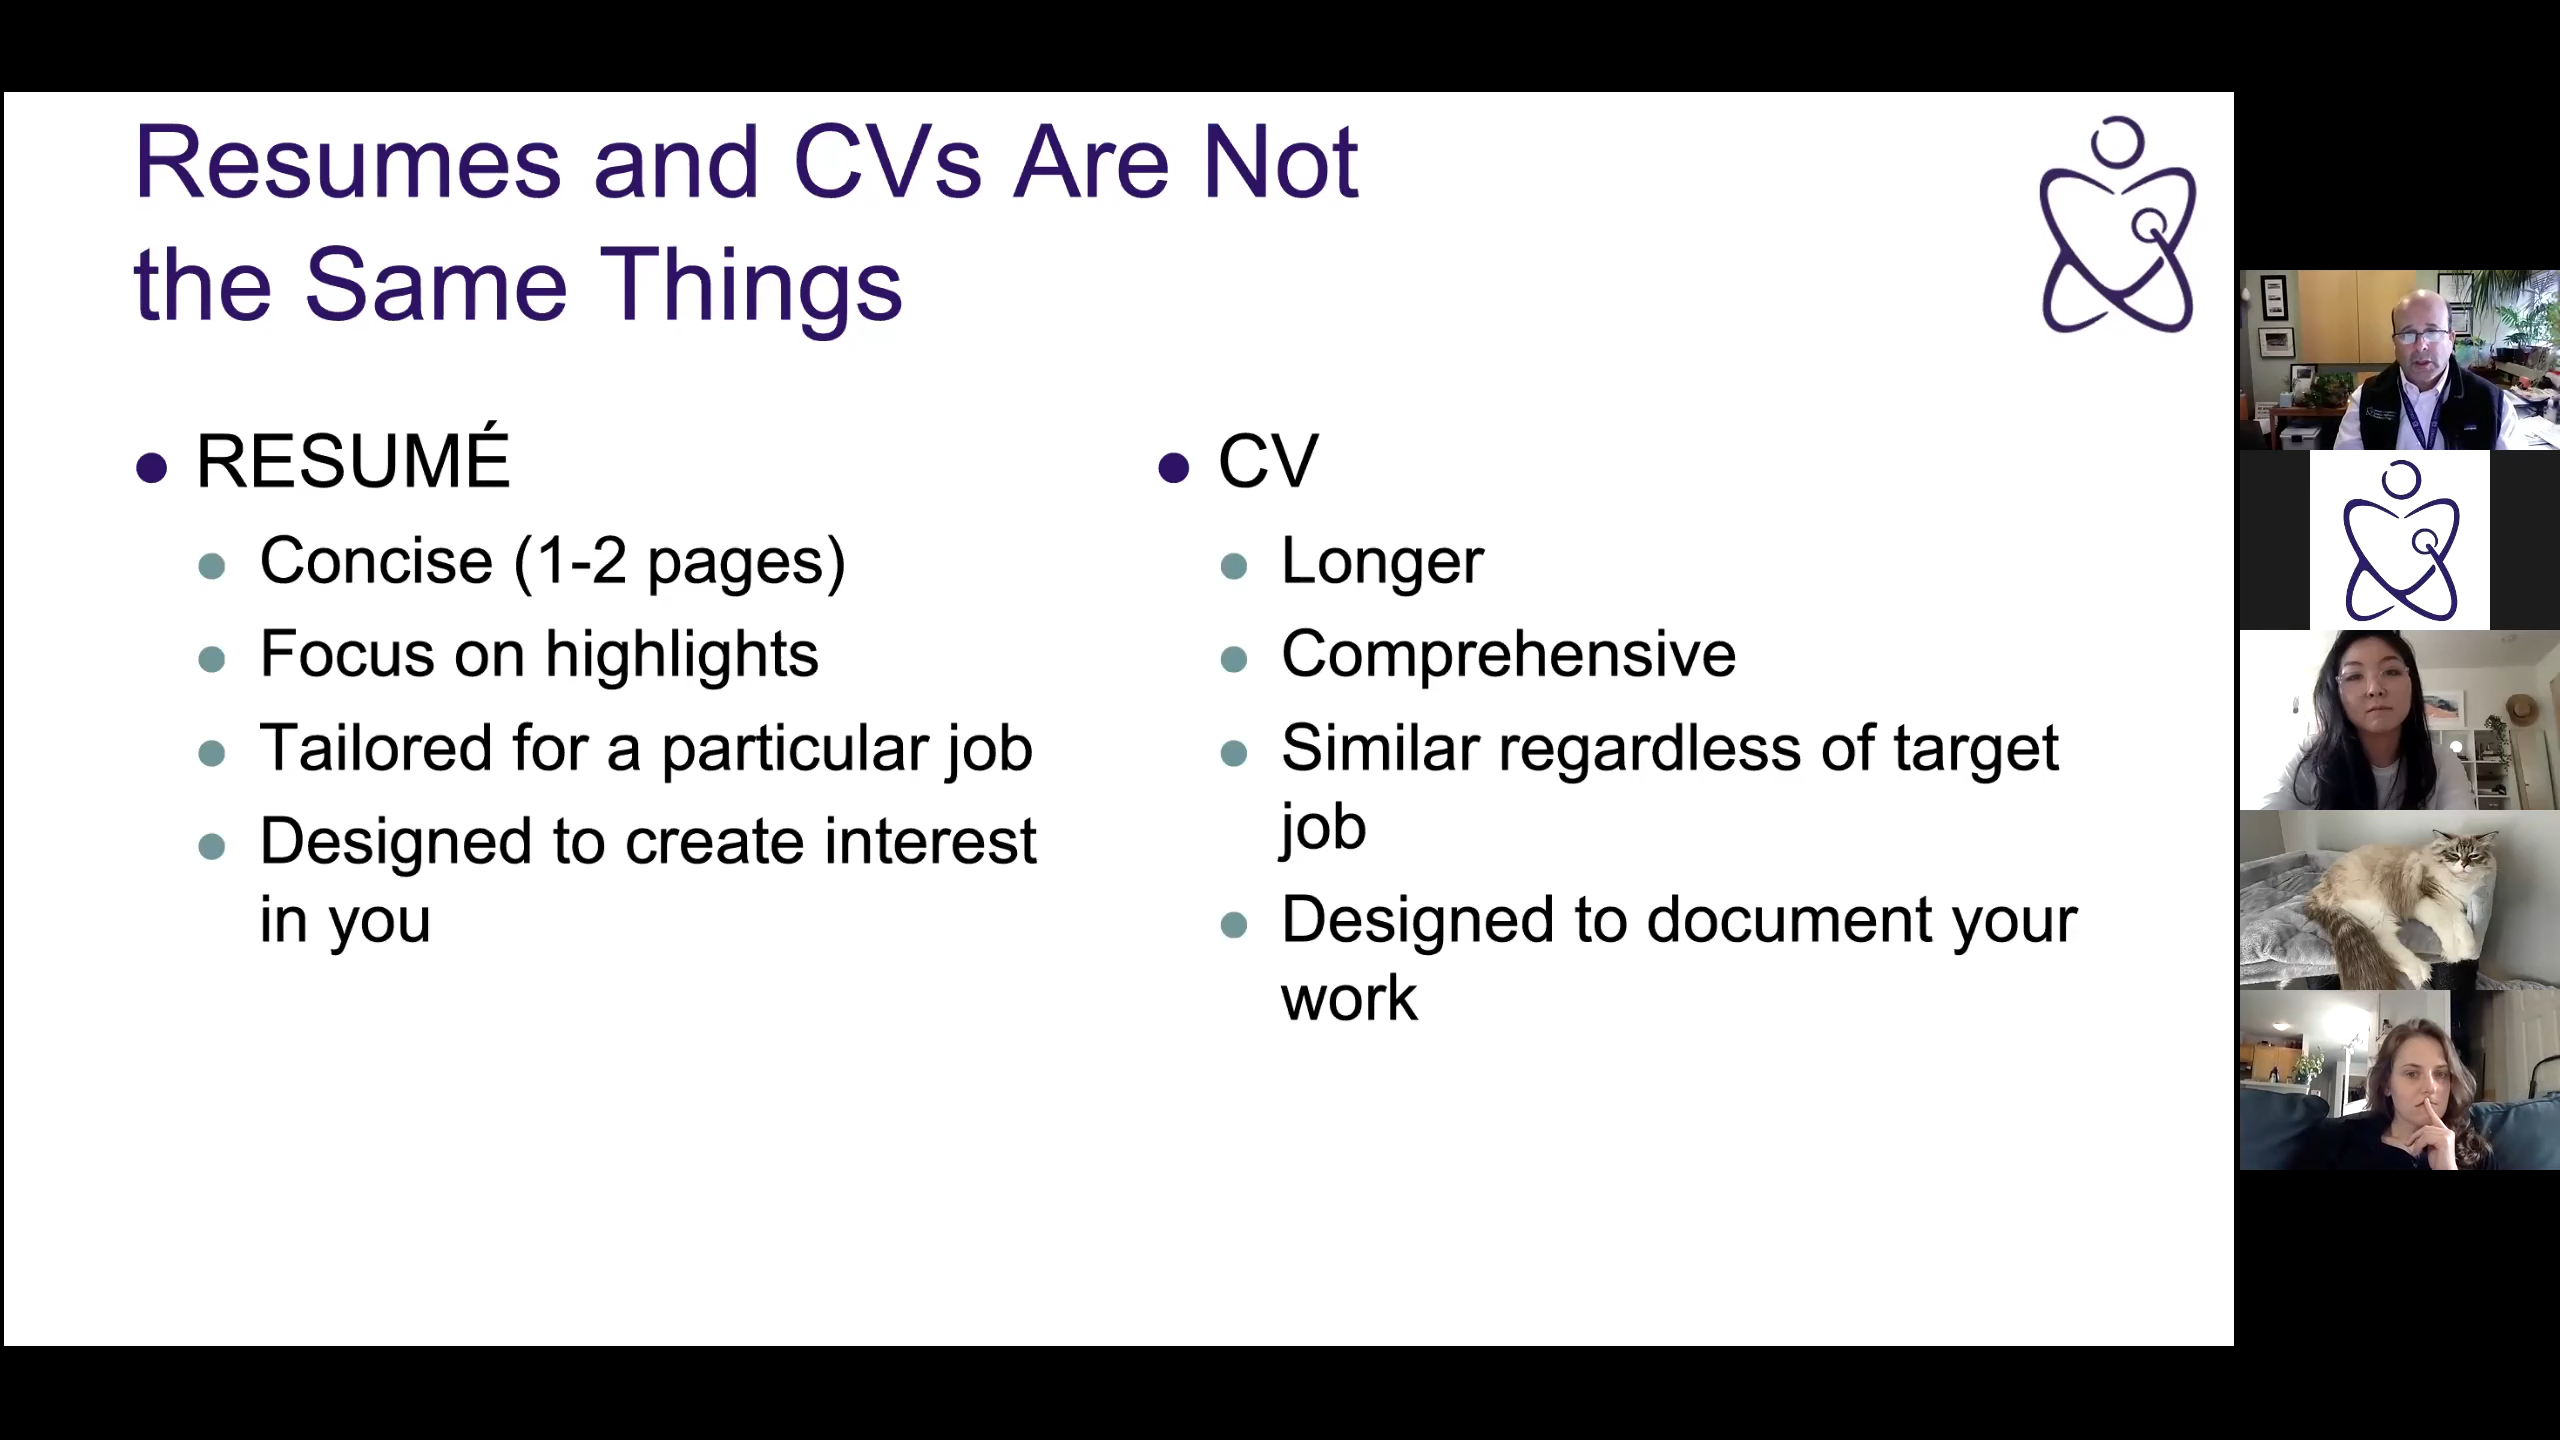 Resumes and CVs Are Not
the Same Things
RESUMÉ
Concise (1-2 pages)
Focus on highlights
Tailored for a particular job
Designed to create interest
in you
CV
Longer
Comprehensive
Similar regardless of target
job
Designed to document your
work